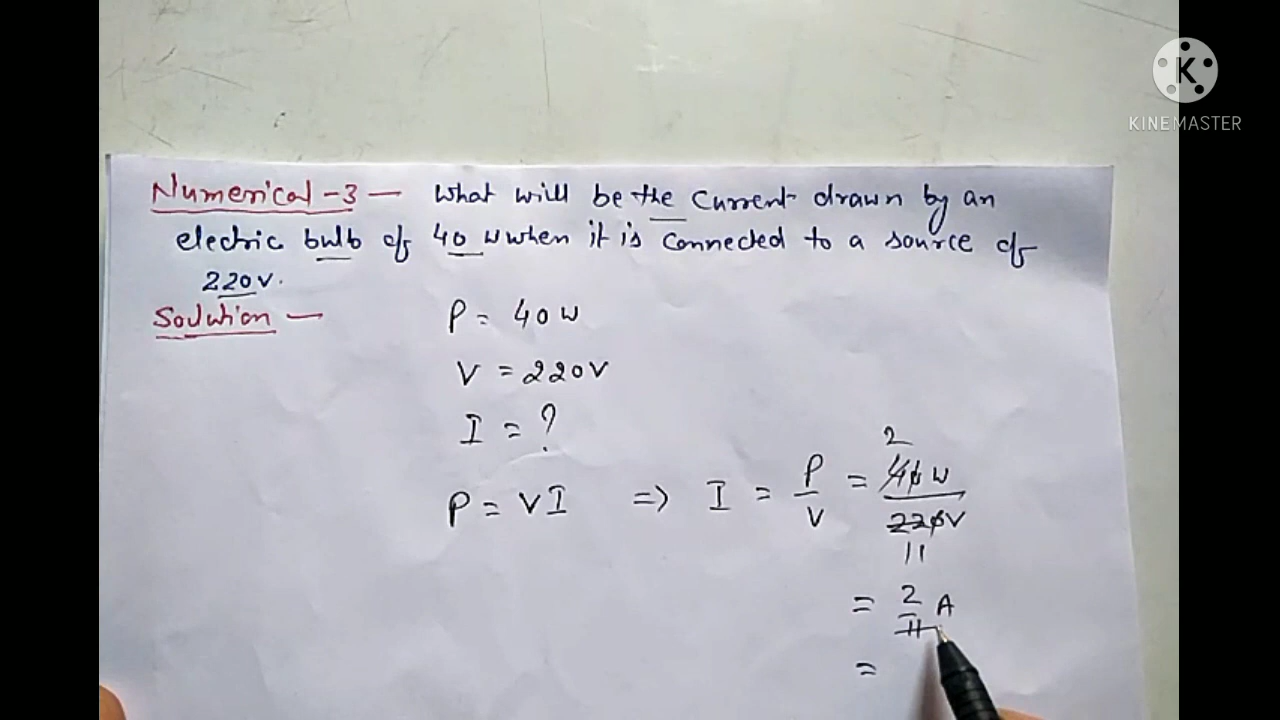 K
KINEMASTER
Numerical-3 — What will be the current drawn by an
electric bulb of 40 W when it is connected to a source of
220V.
Solution —
P = 40 W
V = 220V
I = ?
P = VI => I = P/V = 40 W/220V
2
11
= 2/11 A
=